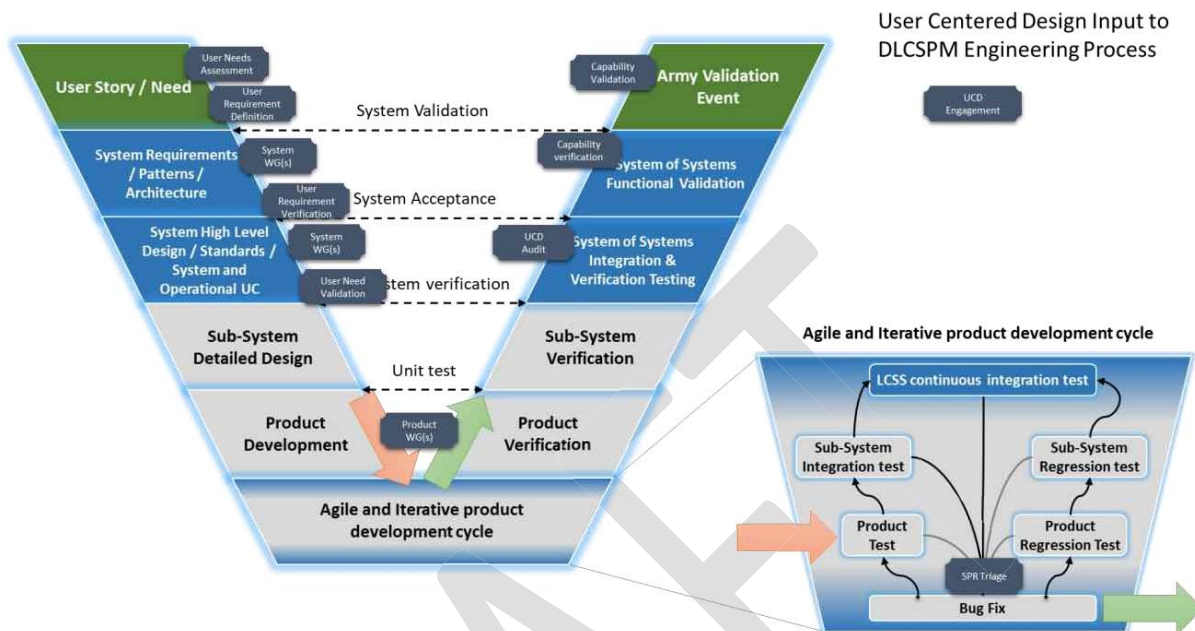 User Centered Design Input to
DLCSPM Engineering Process
UCD
Engagement
User Story / Need
User Needs
Assessment
User
Requirement
Definition
System Validation
Capability
Validation
Army Validation
Event
System Requirements
/ Patterns /
Architecture
System
WG(s)
User
Requirement
Verification
System Acceptance
Capability
verification
System of Systems
Functional Validation
System High Level
Design / Standards /
System and
Operational UC
System
WG(s)
User Need
Validation
stem verification
UCD
Audit
System of Systems
Integration &
Verification Testing
Sub-System
Detailed Design
Unit test
Sub-System
Verification
Product
Development
Product
WG(s)
Product
Verification
Agile and Iterative product
development cycle
Agile and Iterative product development cycle
LCSS continuous integration test
Sub-System
Integration test
Sub-System
Regression test
Product
Test
Product
Regression Test
SPR Triage
Bug Fix